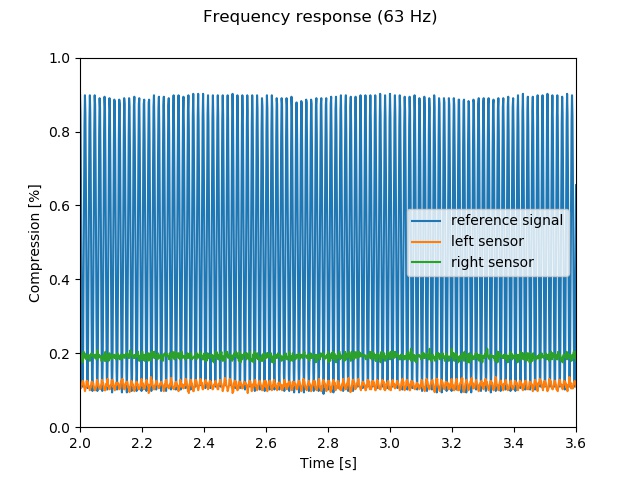 Frequency response (63 Hz)
1.0
0.8
0.6
0.4
0.2
0.0
Compression [%]
reference signal
left sensor
right sensor
2.0 2.2 2.4 2.6 2.8 3.0 3.2 3.4 3.6
Time [s]